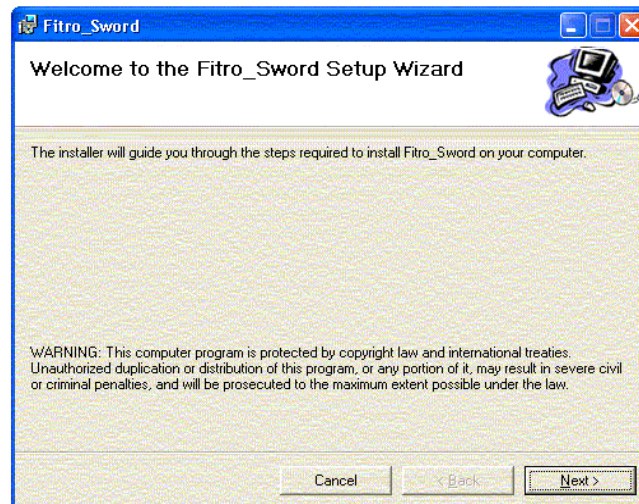 Fitro_Sword
Welcome to the Fitro_Sword Setup Wizard
The installer will guide you through the steps required to install Fitro_Sword on your computer.
WARNING: This computer program is protected by copyright law and international treaties.
Unauthorized duplication or distribution of this program, or any portion of it, may result in severe civil
or criminal penalties, and will be prosecuted to the maximum extent possible under the law.
Cancel
< Back
Next >